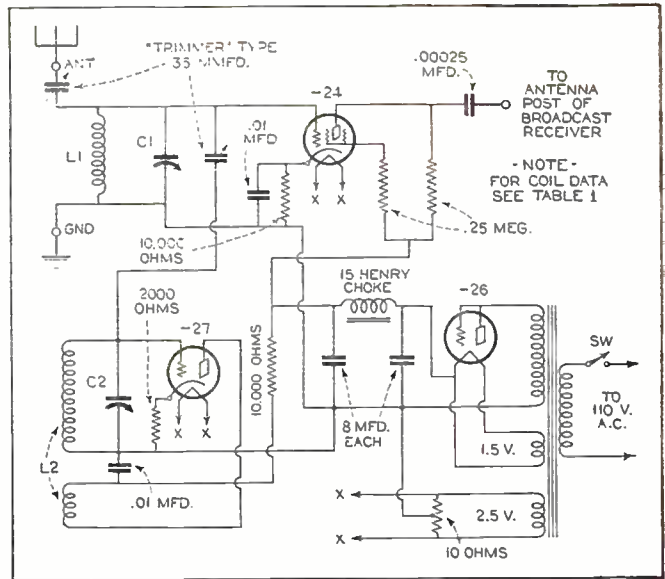 ANT
"TRIMMER" TYPE
35 MMFD.
-24
.00025
MFD.
TO
ANTENNA
POST OF
BROADCAST
RECEIVER
L1
C1
.01
MFD
-NOTE-
FOR COIL DATA
SEE TABLE 1
X
X
GND
10,000
OHMS
.25 MEG.
15 HENRY
CHOKE
2000
OHMS
-27
-26
10,000 OHMS
SW
C2
X
X
8 MFD.
EACH
TO
110 V.
A.C.
1.5 V.
L2
.01 MFD.
X
2.5 V.
X
10 OHMS